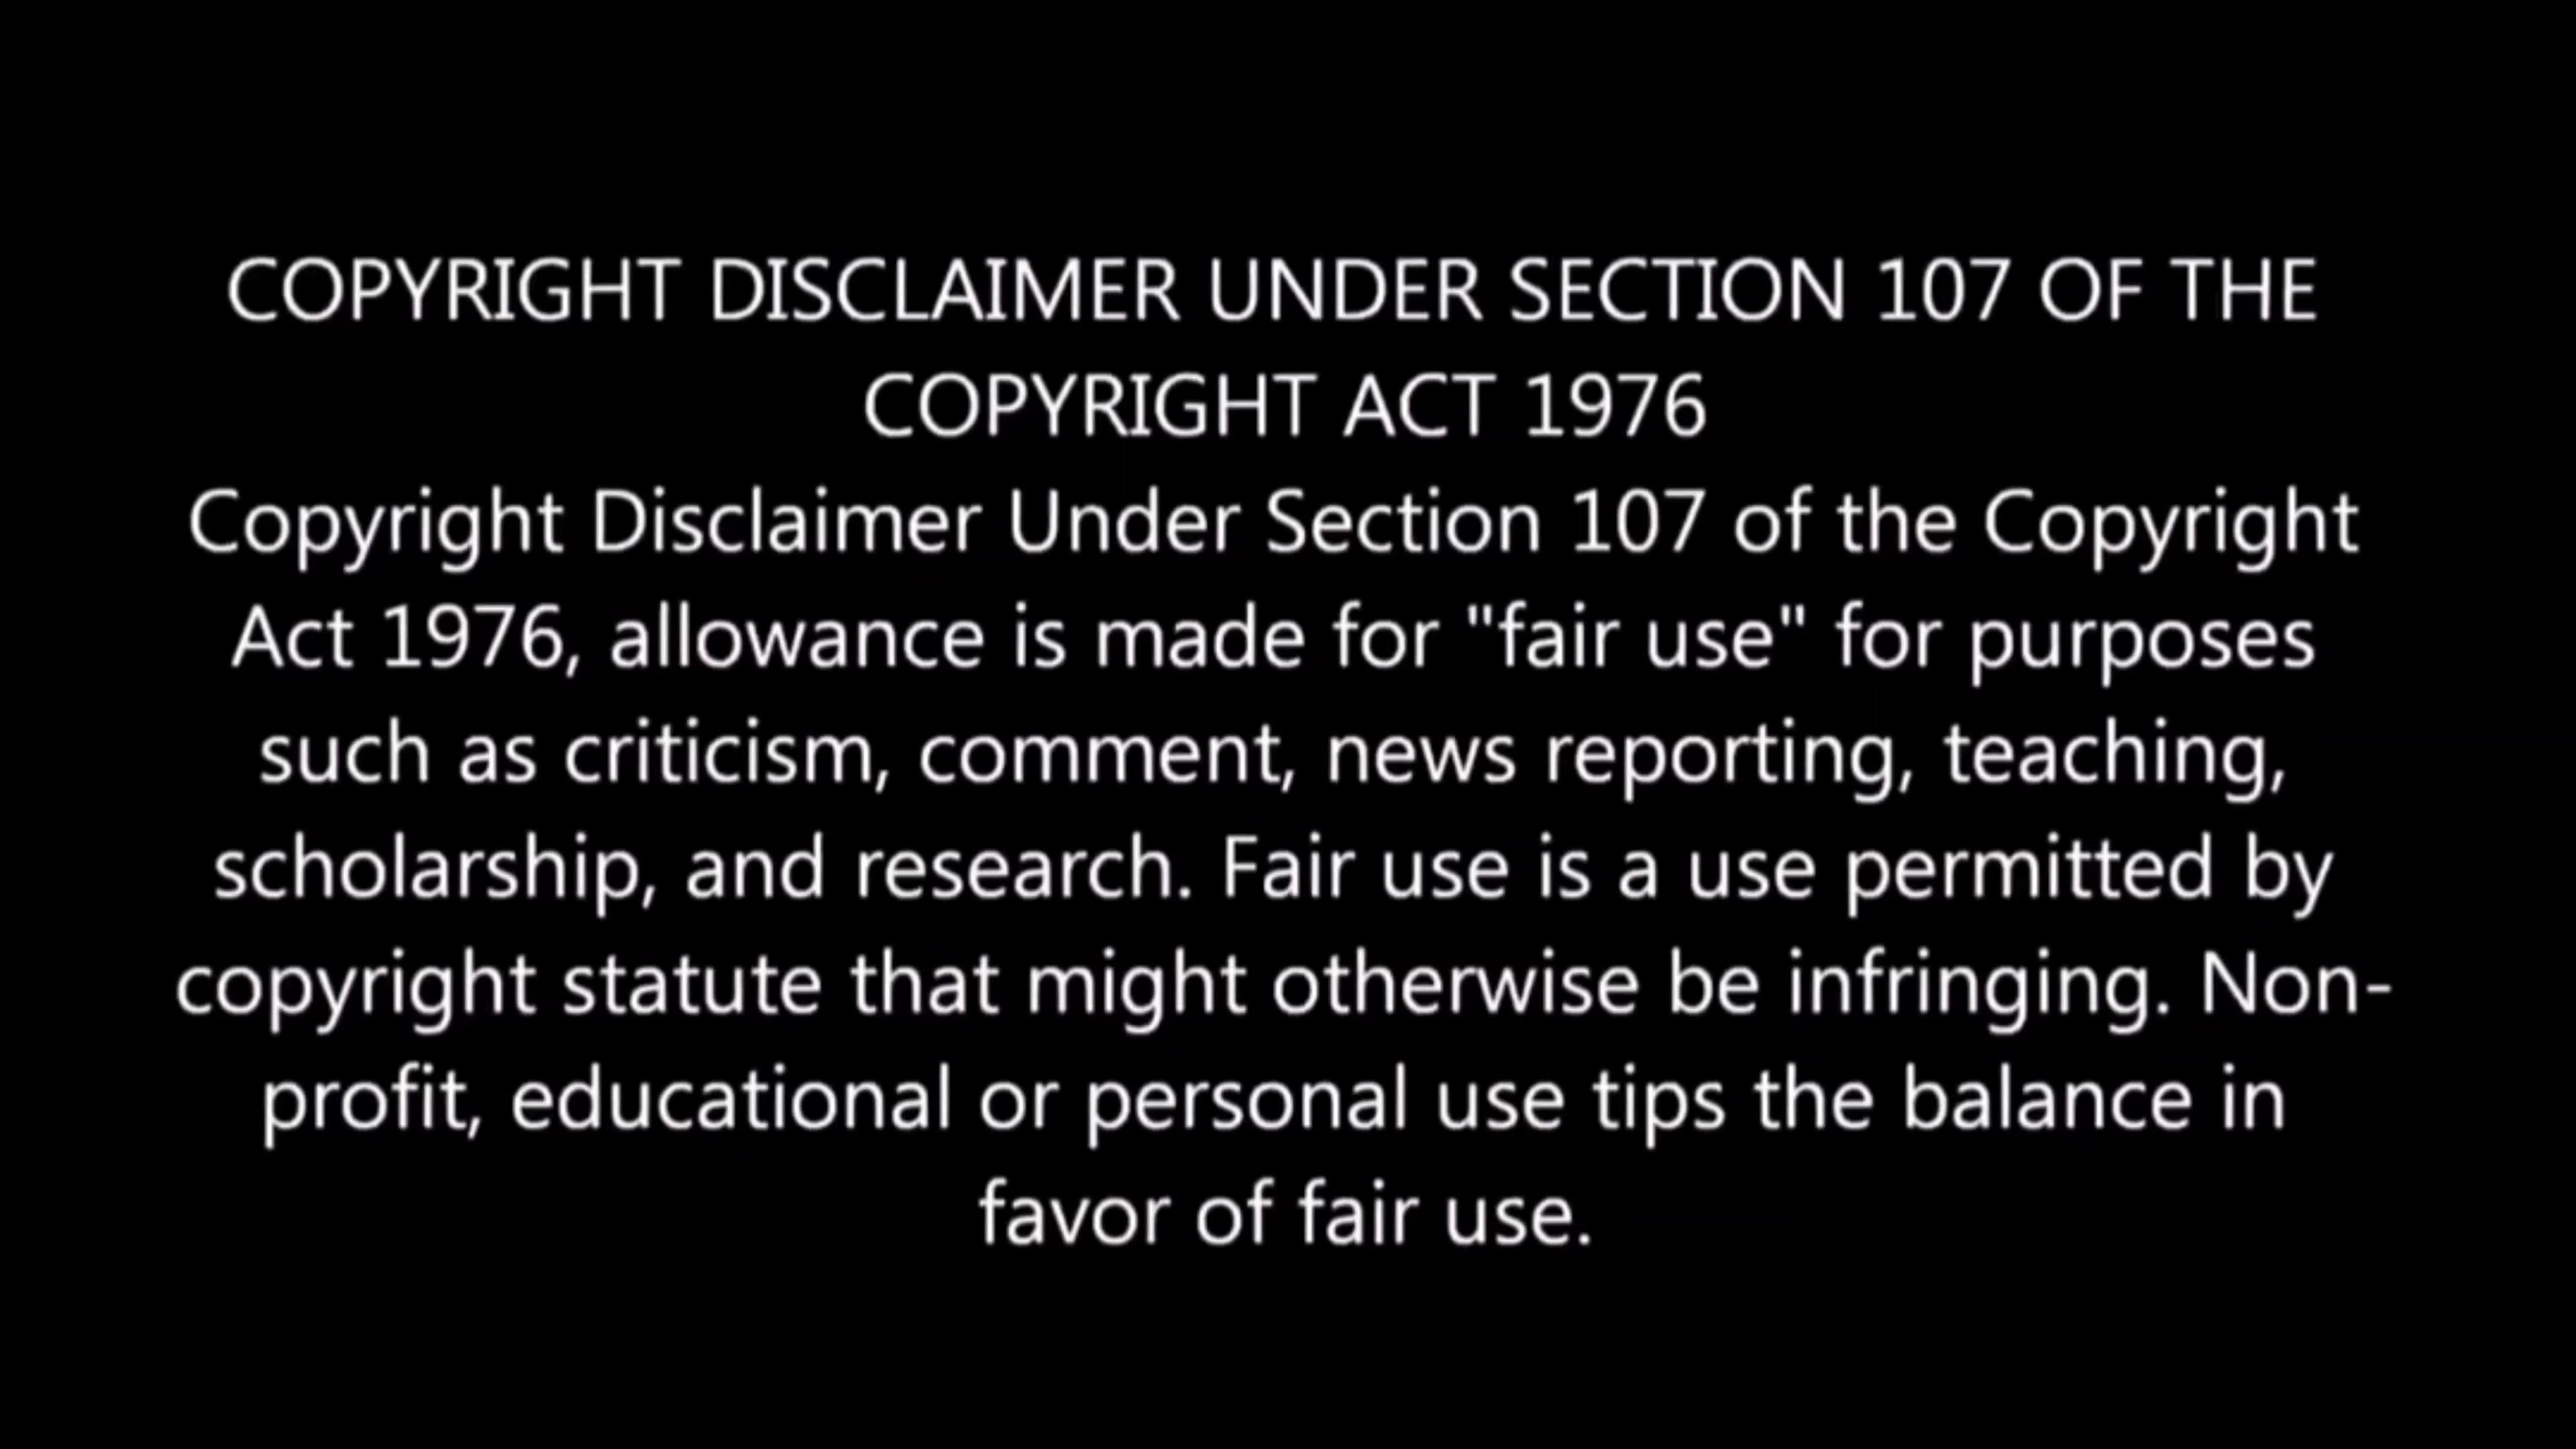 COPYRIGHT DISCLAIMER UNDER SECTION 107 OF THE
COPYRIGHT ACT 1976
Copyright Disclaimer Under Section 107 of the Copyright
Act 1976, allowance is made for "fair use" for purposes
such as criticism, comment, news reporting, teaching,
scholarship, and research. Fair use is a use permitted by
copyright statute that might otherwise be infringing. Non-
profit, educational or personal use tips the balance in
favor of fair use.